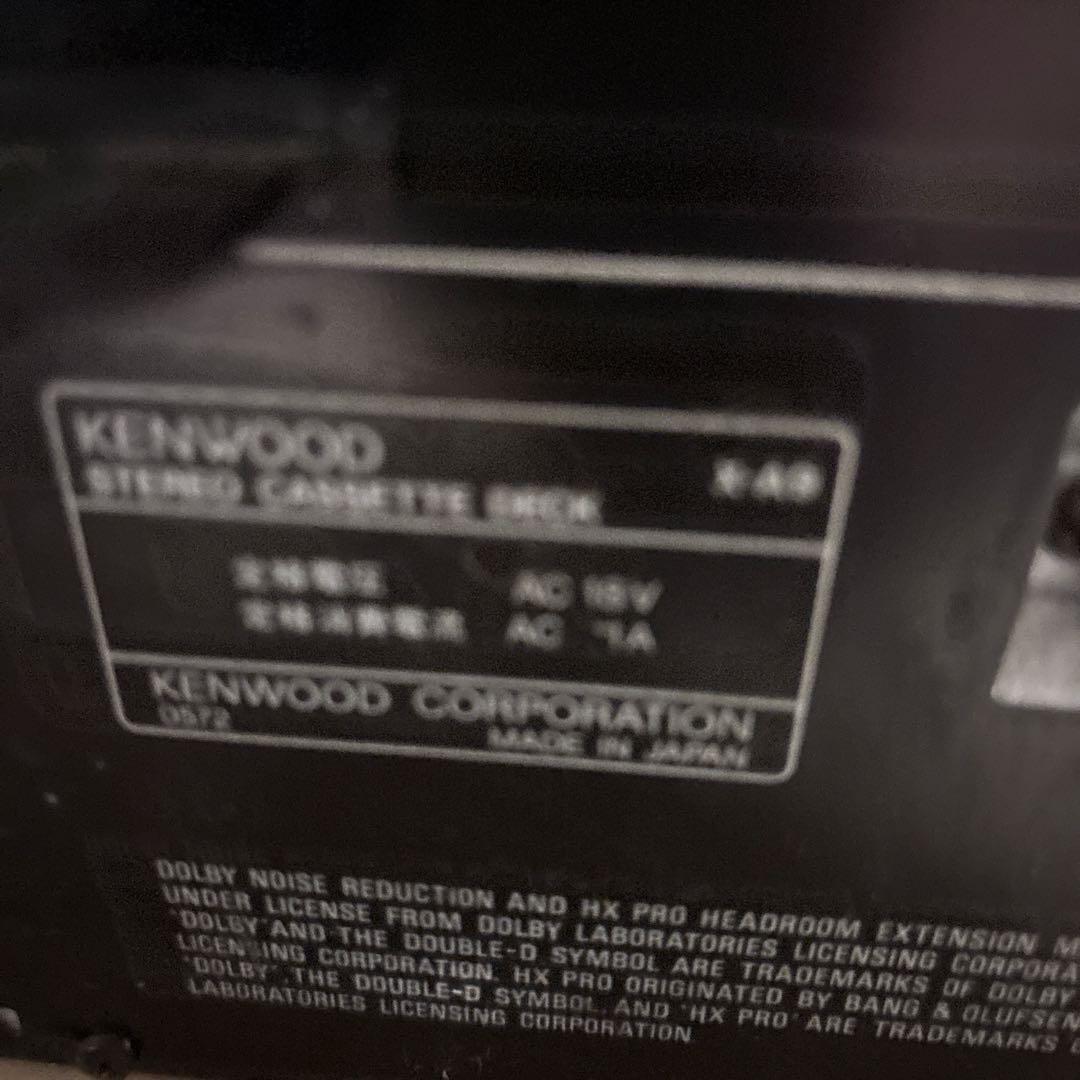 KENWOOD
STEREO CASSETTE DECK
定格電圧 AC 18V
定格消費電流 AC 1A
KENWOOD CORPORATION
0572
MADE IN JAPAN
DOLBY NOISE REDUCTION AND HX PRO HEADROOM EXTENSION M
UNDER LICENSE FROM DOLBY LABORATORIES LICENSING CORPORA
"DOLBY" AND THE DOUBLE-D SYMBOL ARE TRADEMARKS OF DOLBY
LICENSING CORPORATION. HX PRO ORIGINATED BY BANG & OLUFSEN
"DOLBY", THE DOUBLE-D SYMBOL AND "HX PRO" ARE TRADEMARKS O
LABORATORIES LICENSING CORPORATION